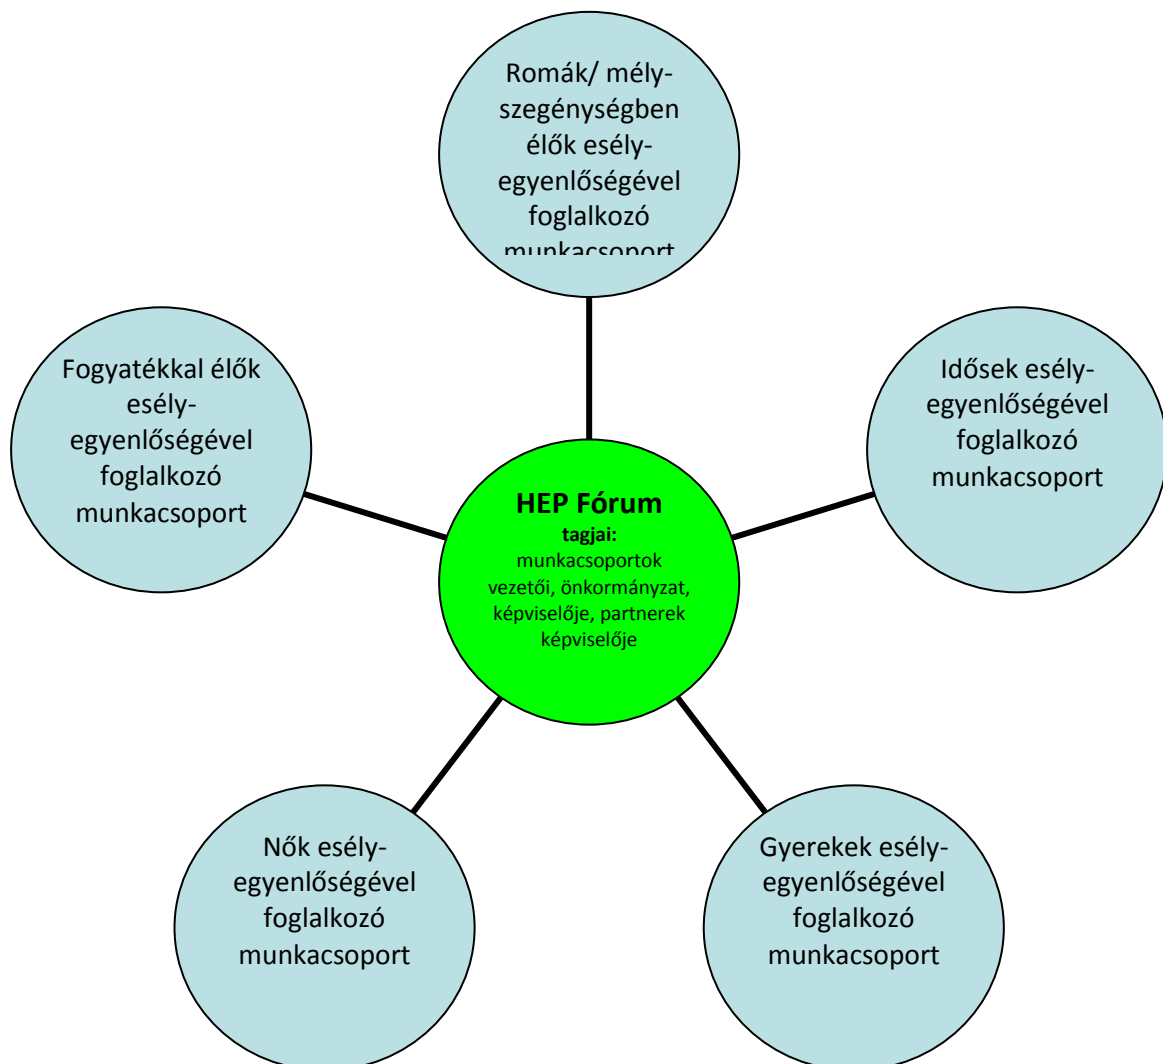 Romák/ mély-
szegénységben
élők esély-
egyenlőségével
foglalkozó
munkacsoport
Fogyatékkal élők
esély-
egyenlőségével
foglalkozó
munkacsoport
Idősek esély-
egyenlőségével
foglalkozó
munkacsoport
HEP Fórum
tagjai:
munkacsoportok
vezetői, önkormányzat,
képviselője, partnerek
képviselője
Nők esély-
egyenlőségével
foglalkozó
munkacsoport
Gyerekek esély-
egyenlőségével
foglalkozó
munkacsoport